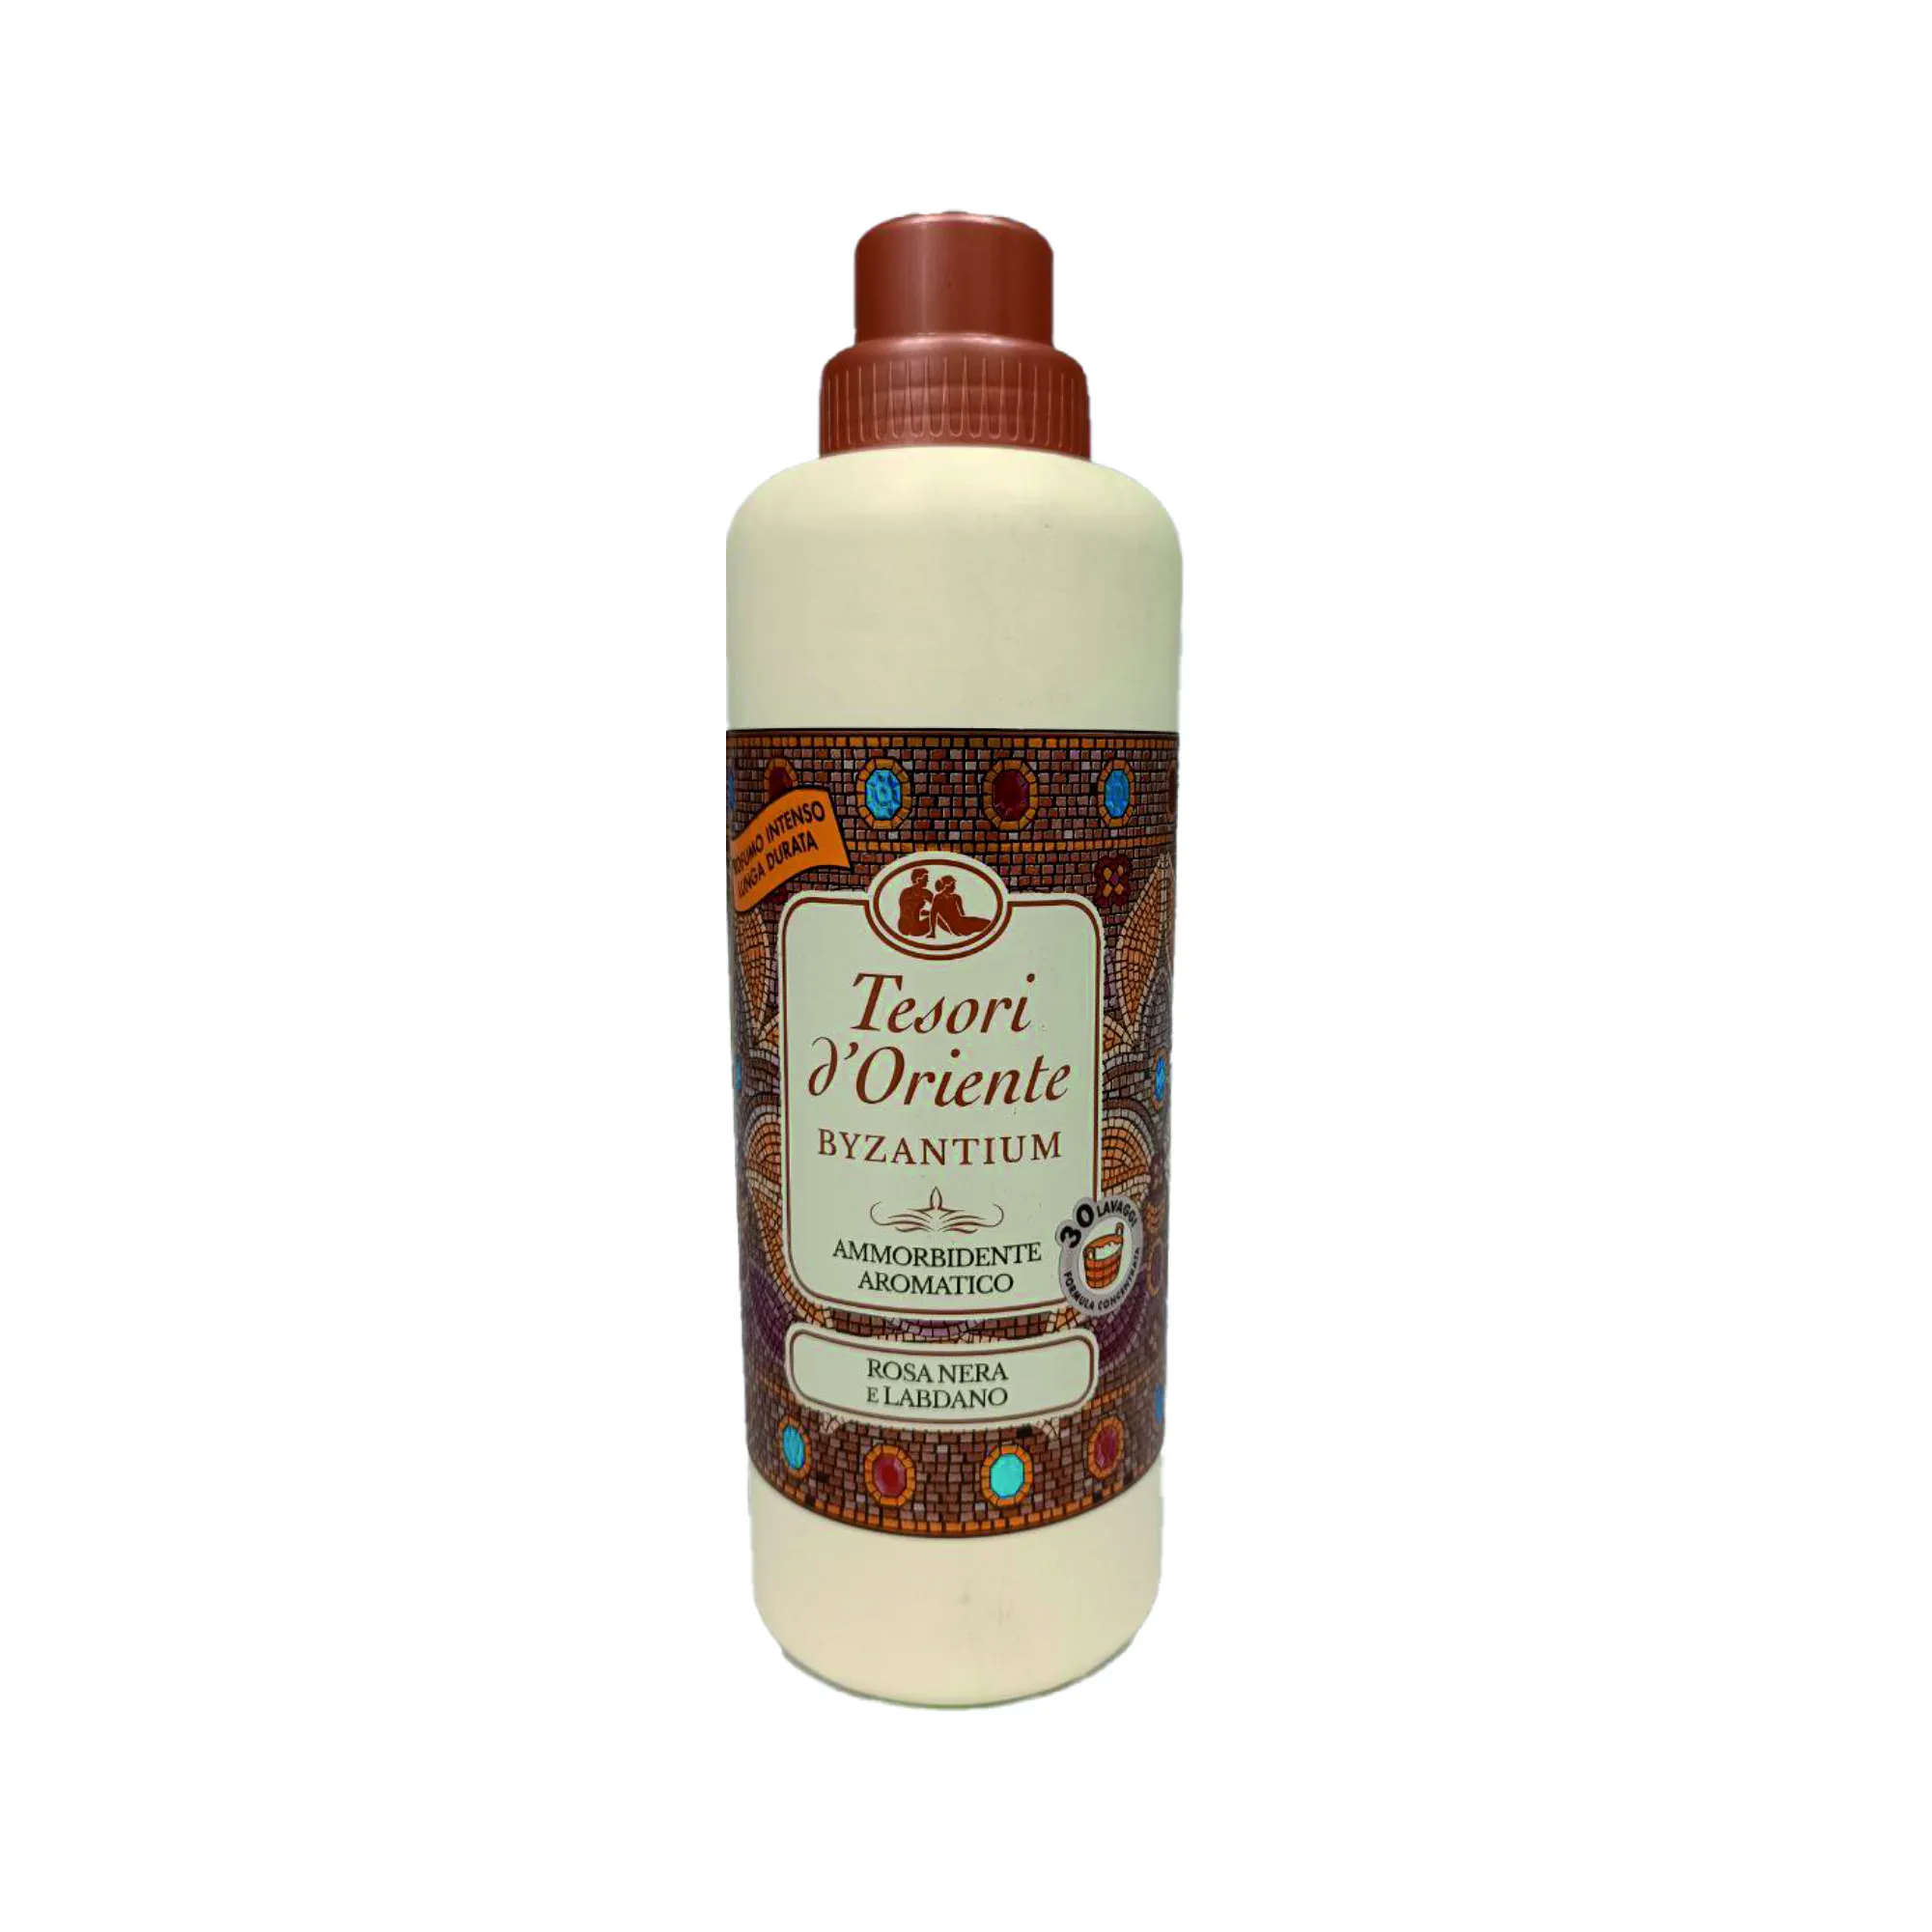 PROFUMO INTENSO
LUNGA DURATA
Tesori
d'Oriente
BYZANTIUM
AMMORBIDENTE
AROMATICO
30 LAVAGGI
FORMULA CONCENTRATA
ROSA NERA
E LABDANO